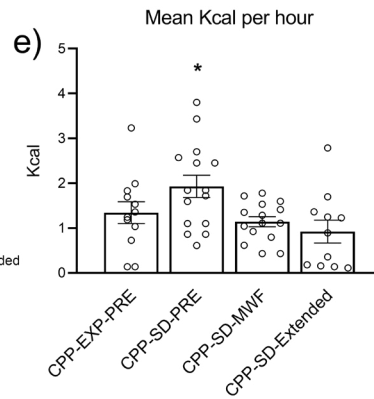 Mean Kcal per hour
e)
5
*
4
3
Kcal
2
1
0
ded
CPP-EXP-PRE
CPP-SD-PRE
CPP-SD-MWF
CPP-SD-Extended